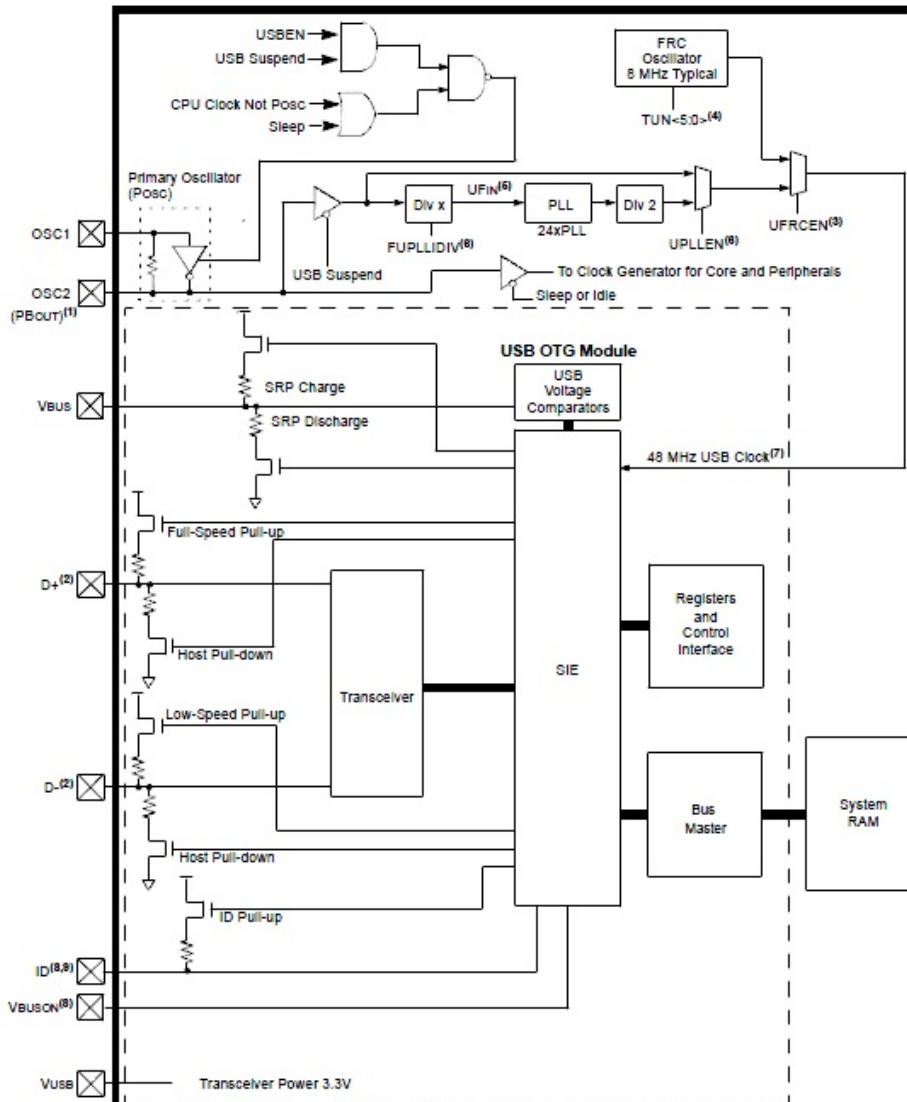 USBEN
USB Suspend
CPU Clock Not POSC
Sleep
FRC
Oscillator
8 MHz Typical
TUN<5:0>(4)
Primary Oscillator
(POSC)
UFIN(5)
Div x
PLL
Div 2
24xPLL
UFRCEN(3)
FUPLLIDIV(6)
UPLLEN(6)
OSC1
USB Suspend
To Clock Generator for Core and Peripherals
OSC2
(PBOUT)(1)
Sleep or Idle
USB OTG Module
USB
Voltage
Comparators
SRP Charge
VBUS
SRP Discharge
48 MHz USB Clock(7)
Full-Speed Pull-up
D+(2)
Registers
and
Control
Interface
Host Pull-down
SIE
Transceiver
Low-Speed Pull-up
D-(2)
Bus
Master
System
RAM
Host Pull-down
ID Pull-up
ID(8,9)
VBUSON(8)
VUSB
Transceiver Power 3.3V